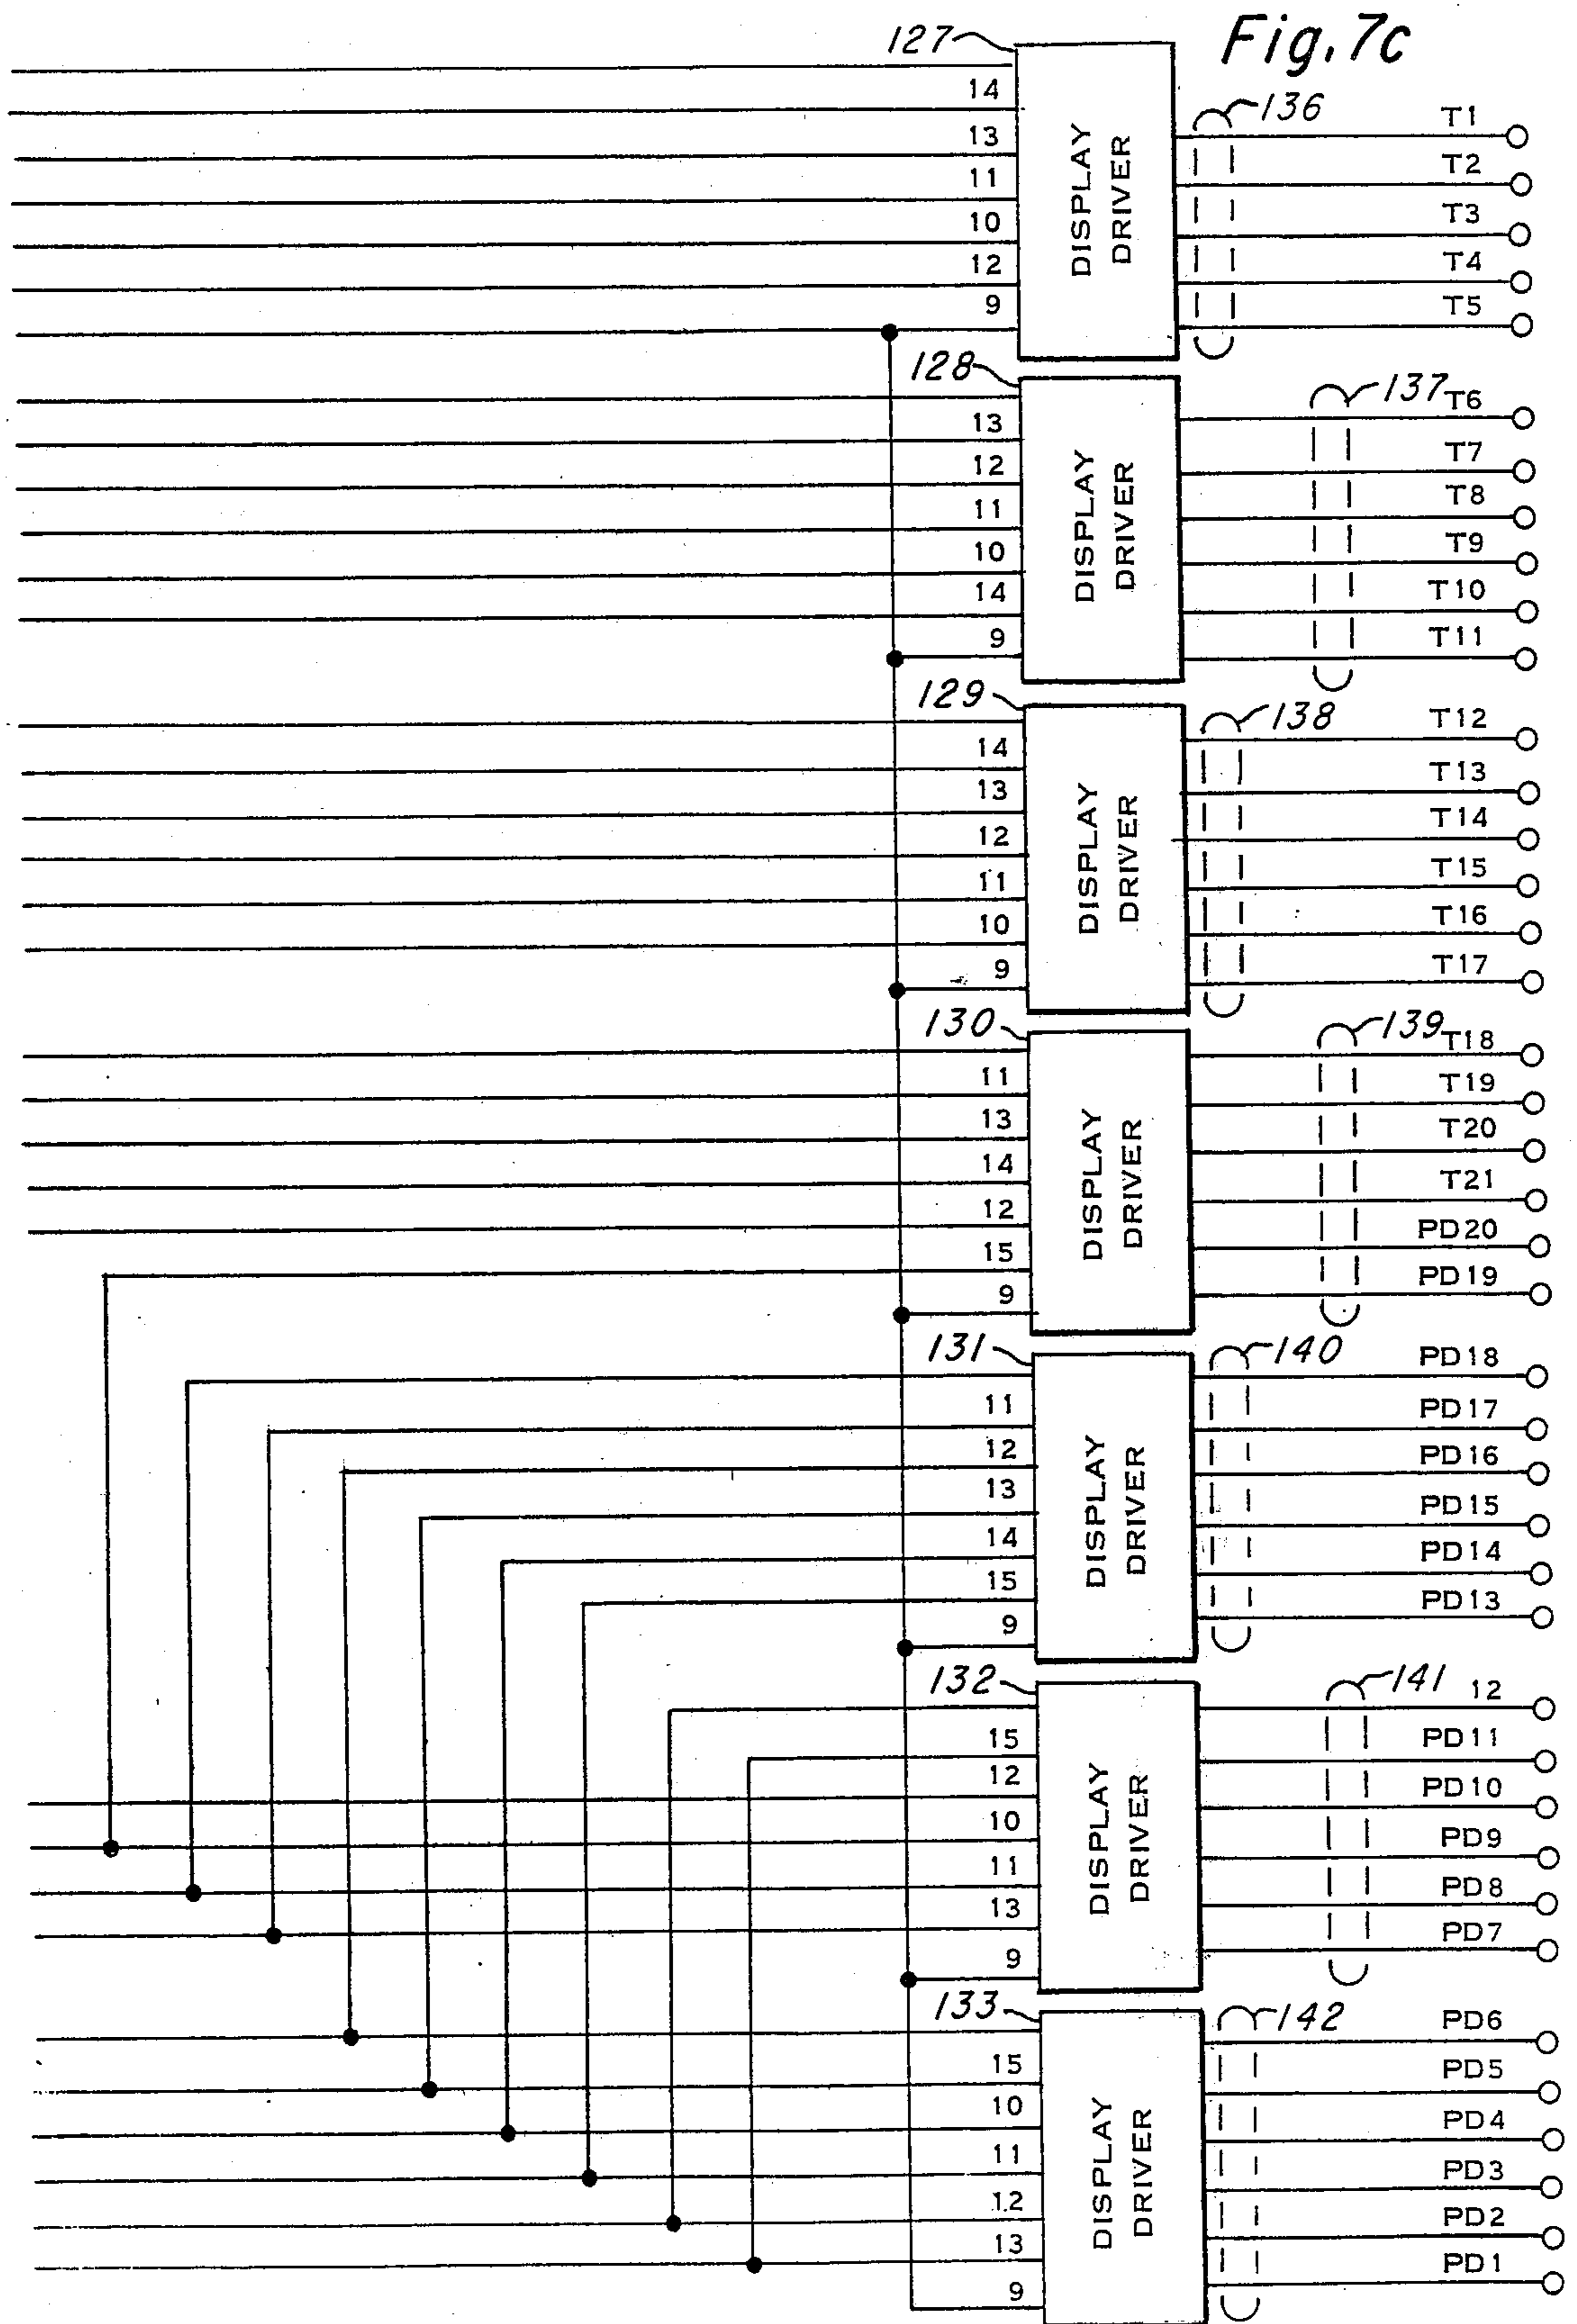 Fig. 7c
127
14
13
11
10
12
9
DISPLAY
DRIVER
136
T1
T2
T3
T4
T5
128
13
12
11
10
14
9
DISPLAY
DRIVER
137
T6
T7
T8
T9
T10
T11
129
14
13
12
11
10
9
DISPLAY
DRIVER
138
T12
T13
T14
T15
T16
T17
130
11
13
14
12
15
9
DISPLAY
DRIVER
139
T18
T19
T20
T21
PD20
PD19
131
11
12
13
14
15
9
DISPLAY
DRIVER
140
PD18
PD17
PD16
PD15
PD14
PD13
132
15
12
10
11
13
9
DISPLAY
DRIVER
141
12
PD11
PD10
PD9
PD8
PD7
133
15
10
11
12
13
9
DISPLAY
DRIVER
142
PD6
PD5
PD4
PD3
PD2
PD1